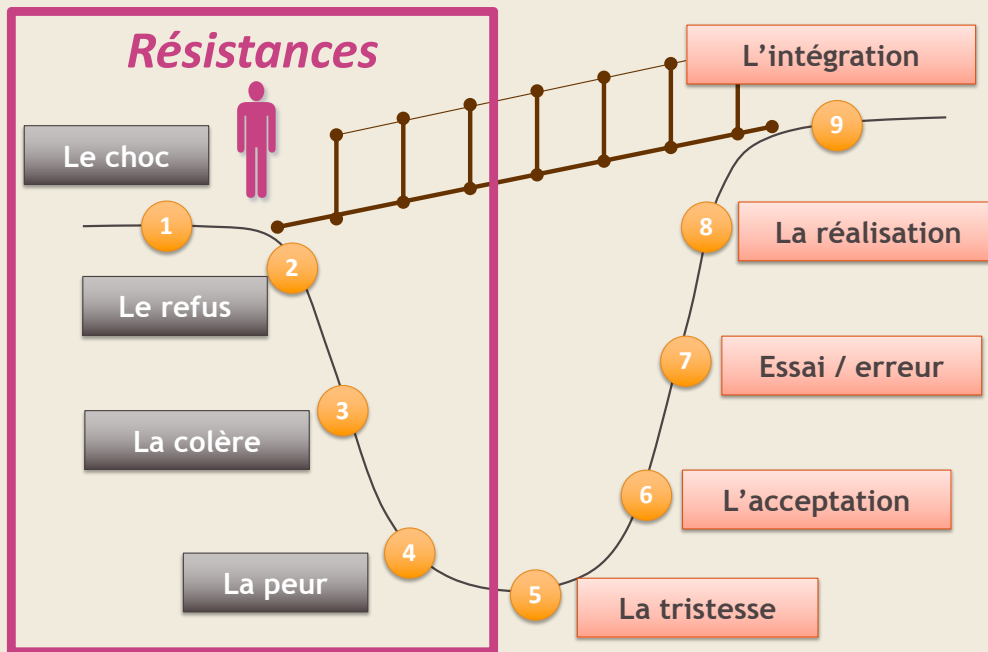 Résistances
Le choc
1
2
Le refus
3
La colère
4
La peur
5
La tristesse
6
L’acceptation
7
Essai / erreur
8
La réalisation
9
L’intégration